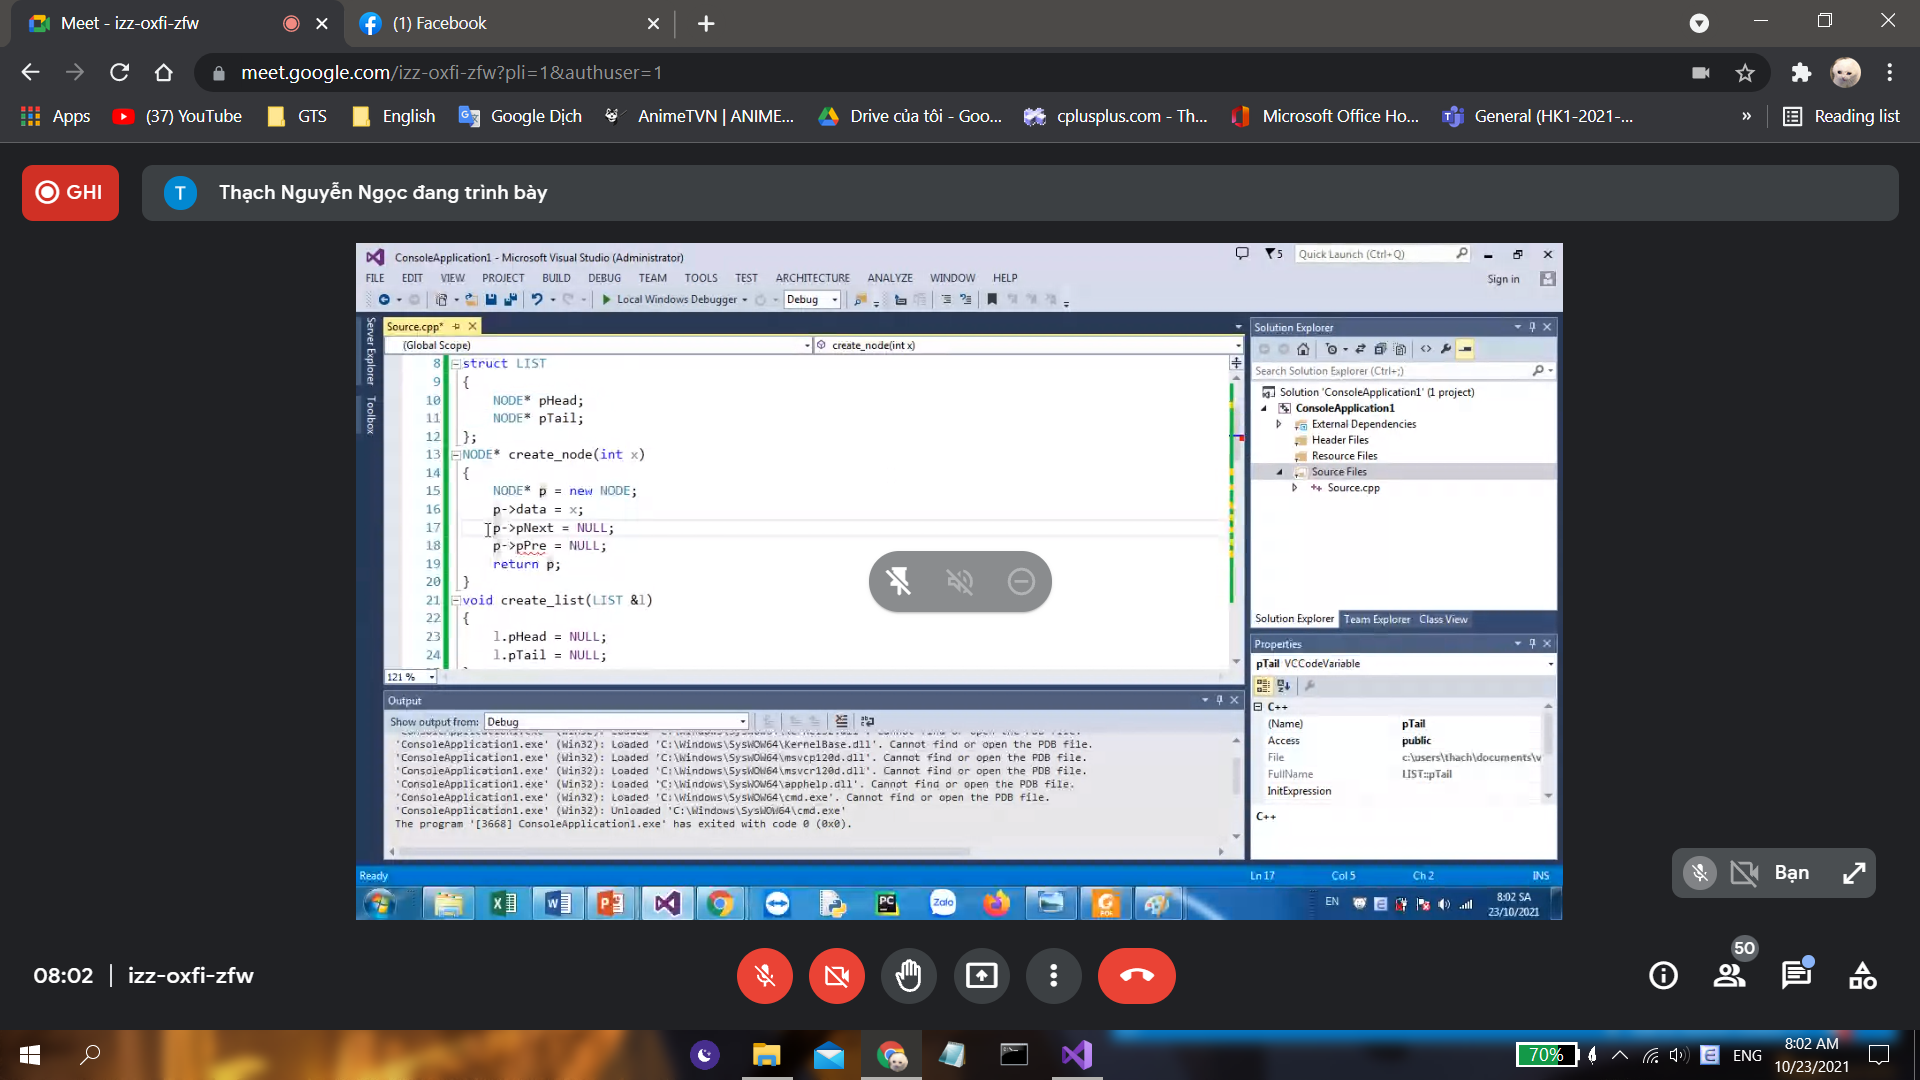 Meet - izz-oxfi-zfw
(1) Facebook
meet.google.com/izz-oxfi-zfw?pli=1&authuser=1
Apps
(37) YouTube
GTS
English
Google Dịch
AnimeTVN | ANIME...
Drive của tôi - Goo...
cplusplus.com - Th...
Microsoft Office Ho...
General (HK1-2021-...
»
Reading list
GHI
T
Thạch Nguyễn Ngọc đang trình bày
ConsoleApplication1 - Microsoft Visual Studio (Administrator)
5
Quick Launch (Ctrl+Q)
FILE EDIT VIEW PROJECT BUILD DEBUG TEAM TOOLS TEST ARCHITECTURE ANALYZE WINDOW HELP
Sign in
Local Windows Debugger
Debug
Server Explorer
Toolbox
Source.cpp*
(Global Scope)
create_node(int x)
8 struct LIST
9 {
10 NODE* pHead;
11 NODE* pTail;
12 };
13 NODE* create_node(int x)
14 {
15 NODE* p = new NODE;
16 p->data = x;
17 p->pNext = NULL;
18 p->pPre = NULL;
19 return p;
20 }
21 void create_list(LIST &l)
22 {
23 l.pHead = NULL;
24 l.pTail = NULL;
121 %
Output
Show output from: Debug
'ConsoleApplication1.exe' (Win32): Loaded 'C:\Windows\SysWOW64\KernelBase.dll'. Cannot find or open the PDB file.
'ConsoleApplication1.exe' (Win32): Loaded 'C:\Windows\SysWOW64\msvcp120d.dll'. Cannot find or open the PDB file.
'ConsoleApplication1.exe' (Win32): Loaded 'C:\Windows\SysWOW64\msvcr120d.dll'. Cannot find or open the PDB file.
'ConsoleApplication1.exe' (Win32): Loaded 'C:\Windows\SysWOW64\apphelp.dll'. Cannot find or open the PDB file.
'ConsoleApplication1.exe' (Win32): Loaded 'C:\Windows\SysWOW64\cmd.exe'. Cannot find or open the PDB file.
'ConsoleApplication1.exe' (Win32): Unloaded 'C:\Windows\SysWOW64\cmd.exe'
The program '[3668] ConsoleApplication1.exe' has exited with code 0 (0x0).
Solution Explorer
Search Solution Explorer (Ctrl+;)
Solution 'ConsoleApplication1' (1 project)
ConsoleApplication1
External Dependencies
Header Files
Resource Files
Source Files
Source.cpp
Solution Explorer Team Explorer Class View
Properties
pTail VCCodeVariable
C++
(Name) pTail
Access public
File c:\users\thach\documents\v
FullName LIST::pTail
InitExpression
C++
Ready
Ln 17 Col 5 Ch 2 INS
PC
Zalo
EN
8:02 SA
23/10/2021
Bạn
08:02
izz-oxfi-zfw
50
70%
ENG
8:02 AM
10/23/2021